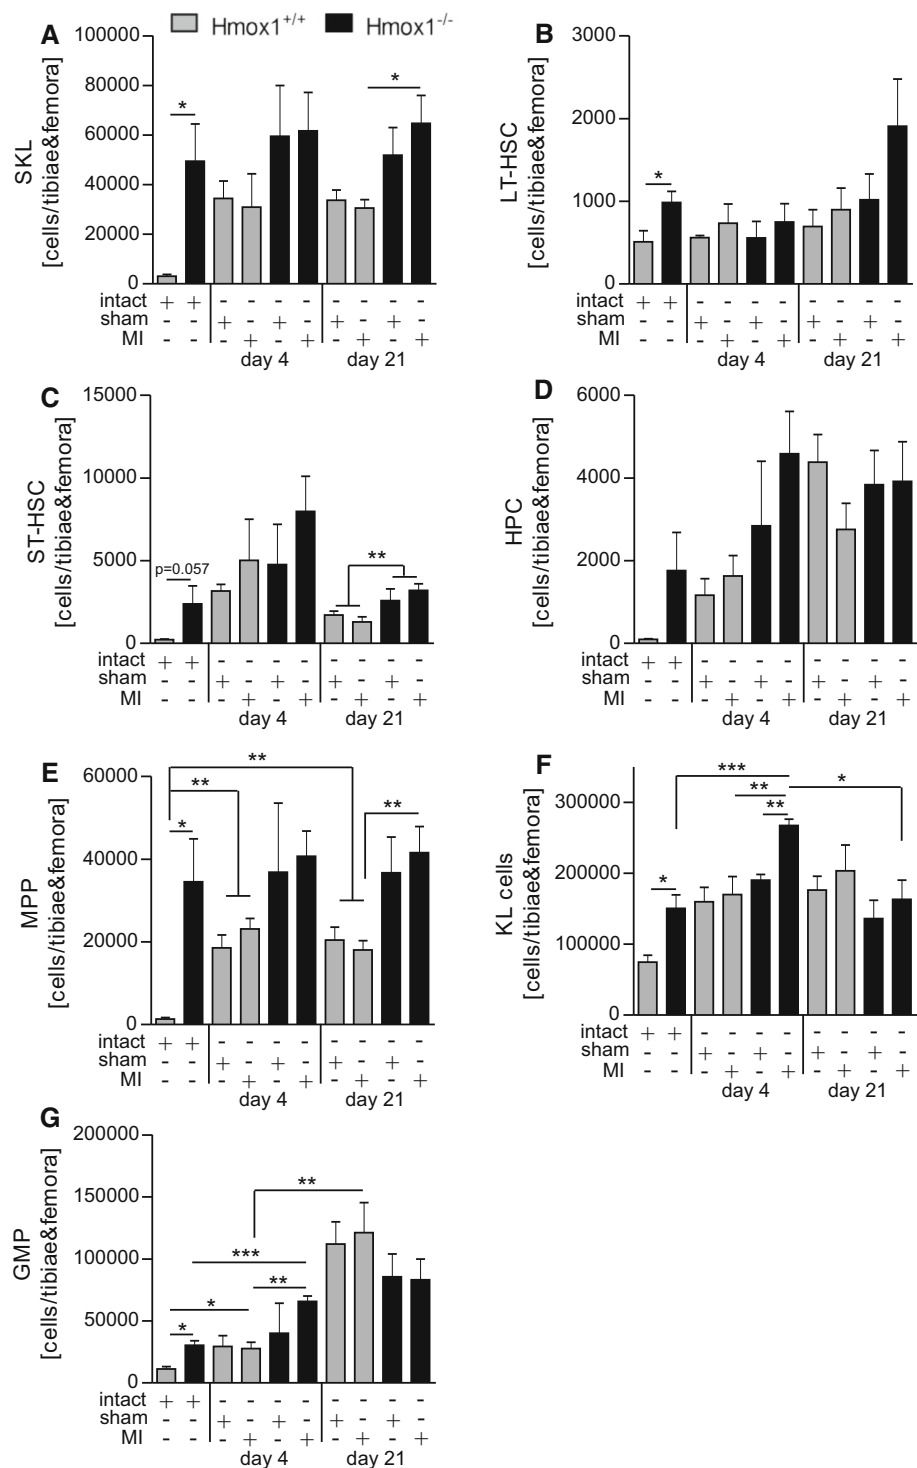 Hmox1+/+ Hmox1-/-
A
SKL
[cells/tibiae&femora]
100000
80000
60000
40000
20000
0
*
*
intact + + - - - - - - - -
sham - - + - + - + - + -
MI - - - + - + - + - +
day 4 day 21
B
LT-HSC
[cells/tibiae&femora]
3000
2000
1000
0
*
intact + + - - - - - - - -
sham - - + - + - + - + -
MI - - - + - + - + - +
day 4 day 21
C
ST-HSC
[cells/tibiae&femora]
15000
10000
5000
0
p=0.057
**
intact + + - - - - - - - -
sham - - + - + - + - + -
MI - - - + - + - + - +
day 4 day 21
D
HPC
[cells/tibiae&femora]
6000
4000
2000
0
intact + + - - - - - - - -
sham - - + - + - + - + -
MI - - - + - + - + - +
day 4 day 21
E
MPP
[cells/tibiae&femora]
60000
40000
20000
0
**
**
**
*
intact + + - - - - - - - -
sham - - + - + - + - + -
MI - - - + - + - + - +
day 4 day 21
F
KL cells
[cells/tibiae&femora]
300000
200000
100000
0
***
*
**
**
*
intact + + - - - - - - - -
sham - - + - + - + - + -
MI - - - + - + - + - +
day 4 day 21
G
GMP
[cells/tibiae&femora]
200000
150000
100000
50000
0
**
***
**
*
*
intact + + - - - - - - - -
sham - - + - + - + - + -
MI - - - + - + - + - +
day 4 day 21